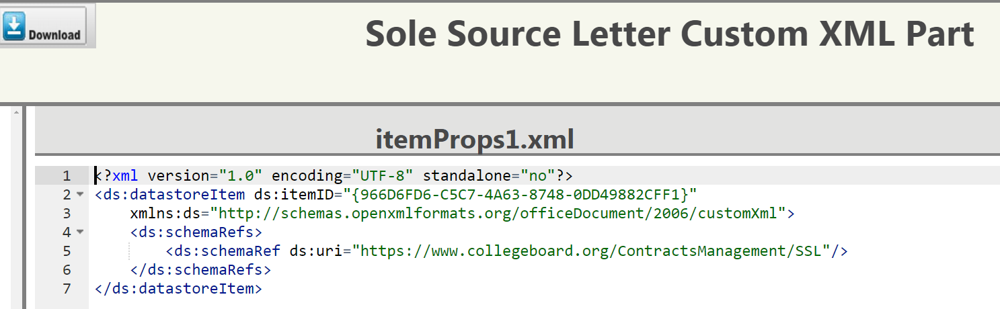 Download
Sole Source Letter Custom XML Part
itemProps1.xml
1 <?xml version="1.0" encoding="UTF-8" standalone="no"?>
2 <ds:datastoreItem ds:itemID="{966D6FD6-C5C7-4A63-8748-0DD49882CFF1}"
3 xmlns:ds="http://schemas.openxmlformats.org/officeDocument/2006/customXml">
4 <ds:schemaRefs>
5 <ds:schemaRef ds:uri="https://www.collegeboard.org/ContractsManagement/SSL"/>
6 </ds:schemaRefs>
7 </ds:datastoreItem>